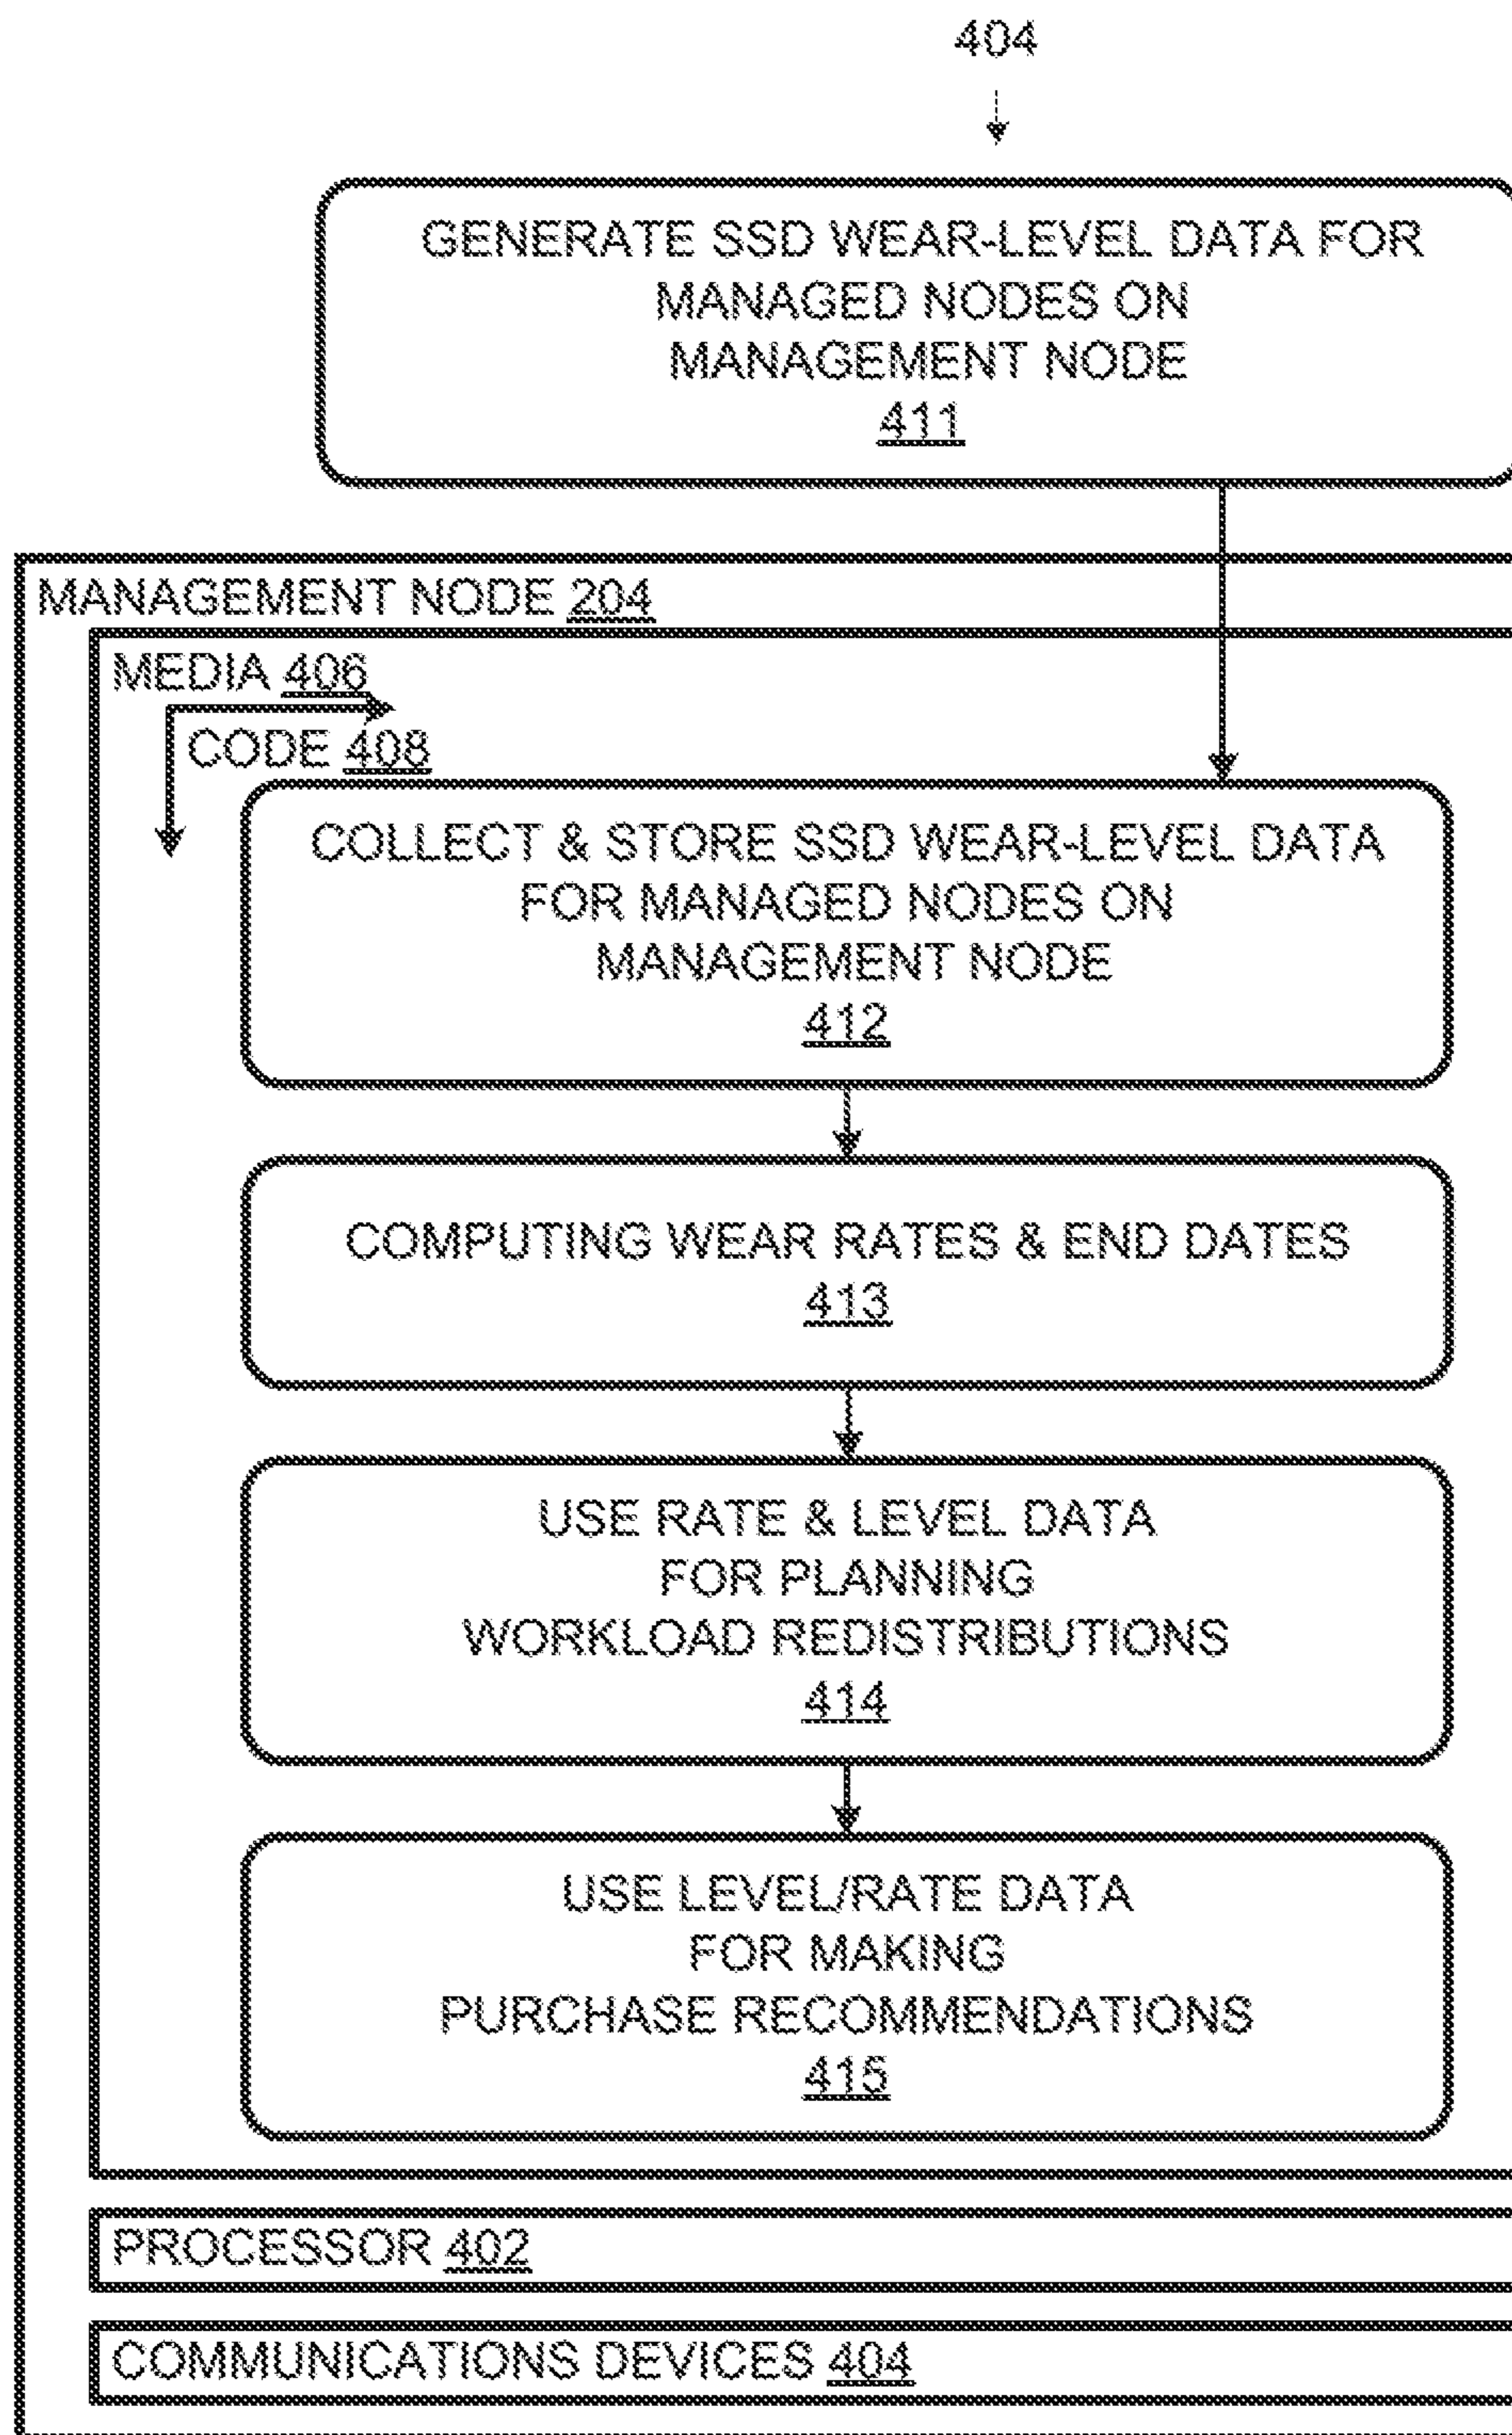 404
GENERATE SSD WEAR-LEVEL DATA FOR
MANAGED NODES ON
MANAGEMENT NODE
411
MANAGEMENT NODE 204
MEDIA 406
CODE 408
COLLECT & STORE SSD WEAR-LEVEL DATA
FOR MANAGED NODES ON
MANAGEMENT NODE
412
COMPUTING WEAR RATES & END DATES
413
USE RATE & LEVEL DATA
FOR PLANNING
WORKLOAD REDISTRIBUTIONS
414
USE LEVEL/RATE DATA
FOR MAKING
PURCHASE RECOMMENDATIONS
415
PROCESSOR 402
COMMUNICATIONS DEVICES 404